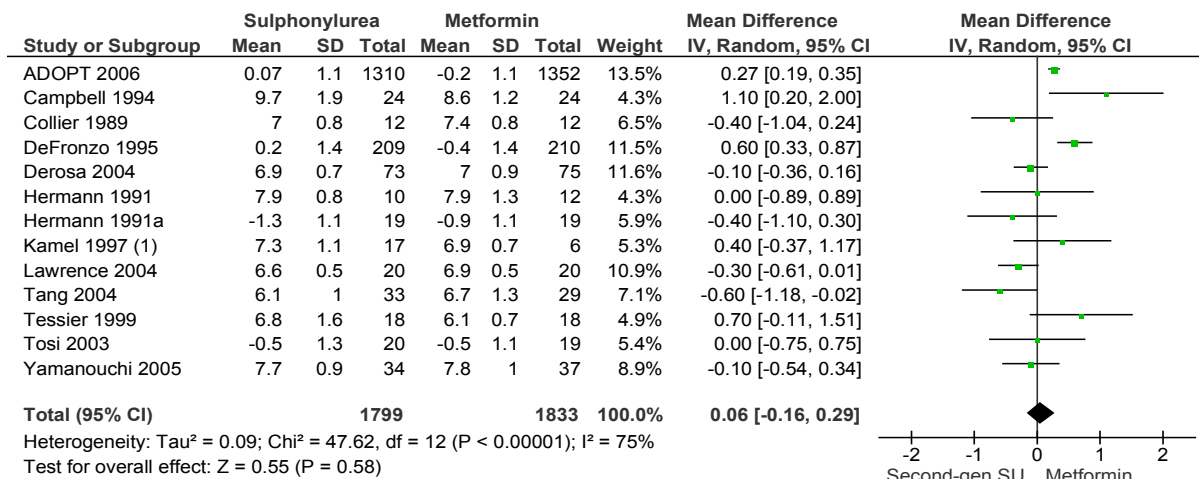 Sulphonylurea Metformin Mean Difference Mean Difference
Study or Subgroup Mean SD Total Mean SD Total Weight IV, Random, 95% CI IV, Random, 95% CI
ADOPT 2006 0.07 1.1 1310 -0.2 1.1 1352 13.5% 0.27 [0.19, 0.35]
Campbell 1994 9.7 1.9 24 8.6 1.2 24 4.3% 1.10 [0.20, 2.00]
Collier 1989 7 0.8 12 7.4 0.8 12 6.5% -0.40 [-1.04, 0.24]
DeFronzo 1995 0.2 1.4 209 -0.4 1.4 210 11.5% 0.60 [0.33, 0.87]
Derosa 2004 6.9 0.7 73 7 0.9 75 11.6% -0.10 [-0.36, 0.16]
Hermann 1991 7.9 0.8 10 7.9 1.3 12 4.4% 0.00 [-0.89, 0.89]
Hermann 1991a -1.3 1.1 19 -0.9 1.1 19 5.9% -0.40 [-1.10, 0.30]
Kamel 1997 (1) 7.3 1.1 17 6.9 0.7 6 5.3% 0.40 [-0.37, 1.17]
Lawrence 2004 6.6 0.5 20 6.9 0.5 20 10.9% -0.30 [-0.61, 0.01]
Tang 2004 6.1 1 33 6.7 1.3 29 7.1% -0.60 [-1.18, -0.02]
Tessier 1999 6.8 1.6 18 6.1 0.7 18 4.9% 0.70 [-0.11, 1.51]
Tosi 2003 -0.5 1.3 20 -0.5 1.1 19 5.4% 0.00 [-0.75, 0.75]
Yamanouchi 2005 7.7 0.9 34 7.8 1 37 8.9% -0.10 [-0.54, 0.34]
Total (95% CI) 1799 1833 100.0% 0.06 [-0.16, 0.29]
Heterogeneity: Tau² = 0.09; Chi² = 47.62, df = 12 (P < 0.00001); I² = 75%
Test for overall effect: Z = 0.55 (P = 0.58)
-2 -1 0 1 2
Second-gen SU Metformin